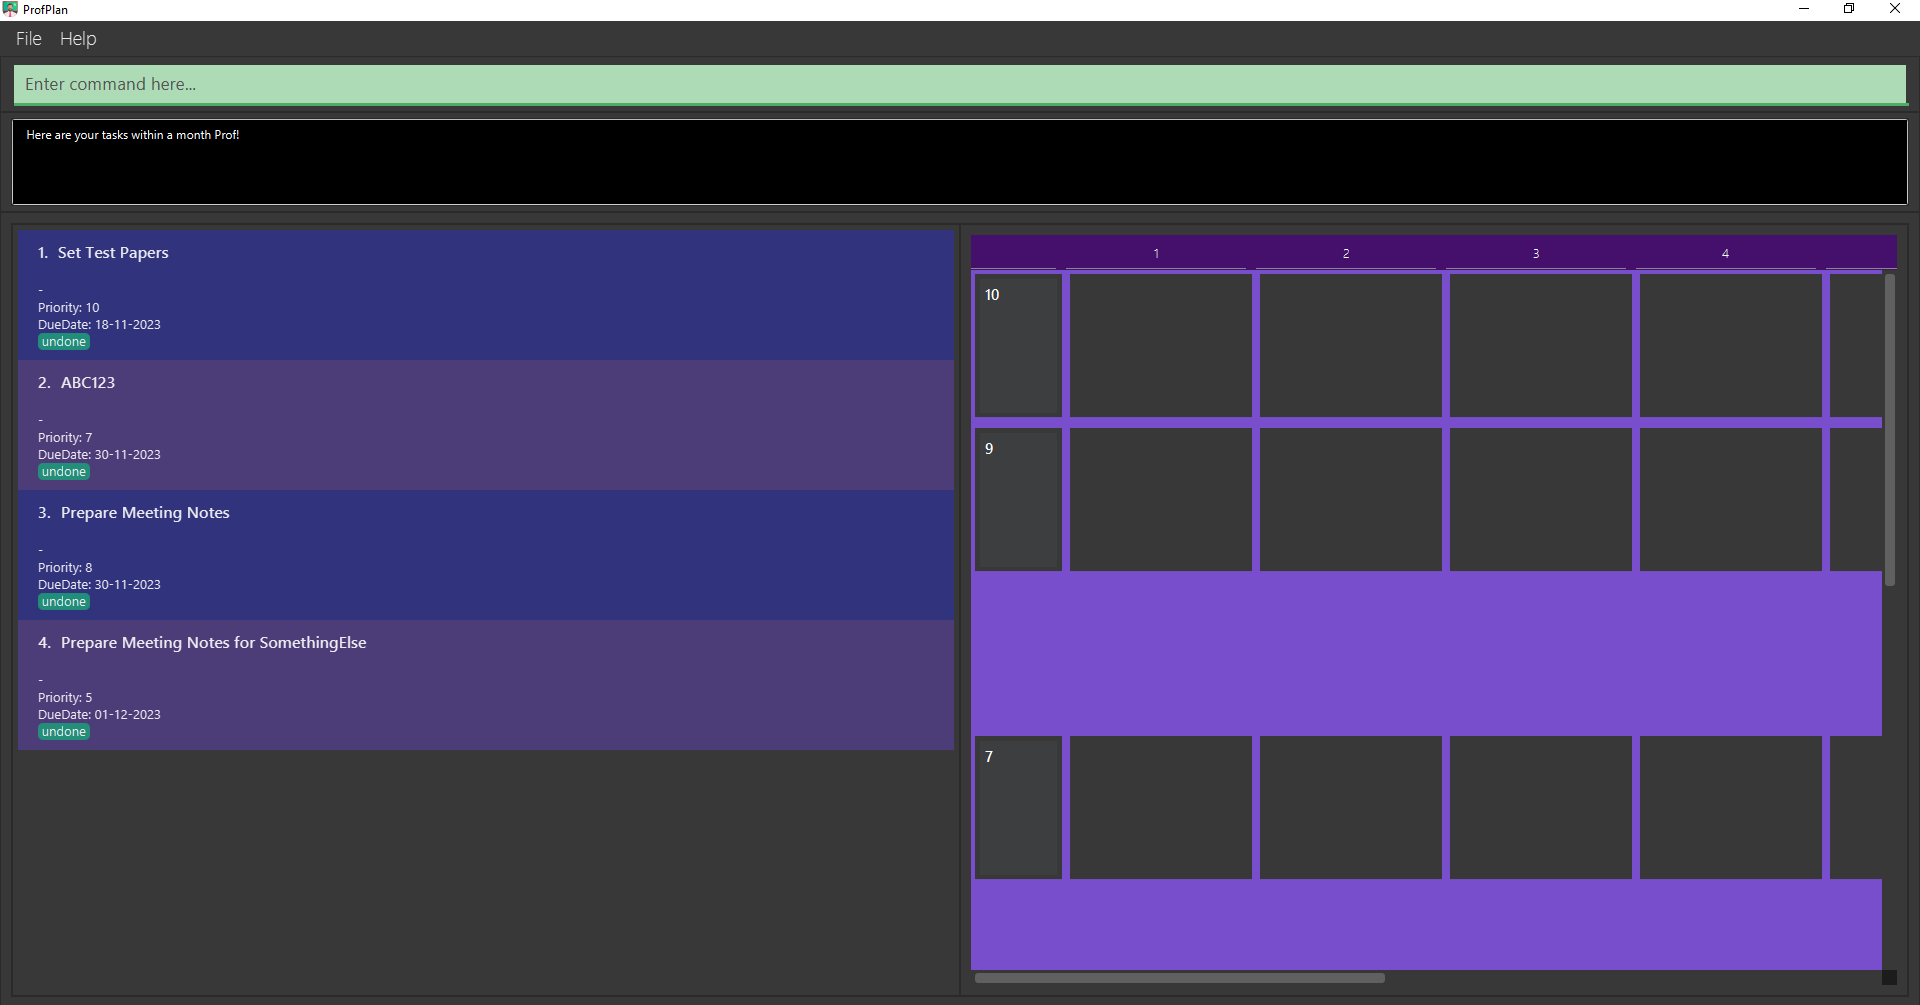 ProfPlan
File Help
Enter command here...
Here are your tasks within a month Prof!
1. Set Test Papers
-
Priority: 10
DueDate: 18-11-2023
undone
2. ABC123
-
Priority: 7
DueDate: 30-11-2023
undone
3. Prepare Meeting Notes
-
Priority: 8
DueDate: 30-11-2023
undone
4. Prepare Meeting Notes for SomethingElse
-
Priority: 5
DueDate: 01-12-2023
undone
1 2 3 4
10
9
7